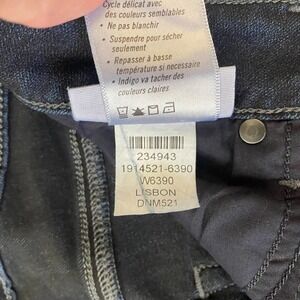 Cycle délicat avec
des couleurs semblables
• Ne pas blanchir
• Suspendre pour sécher
seulement
• Repasser à basse
température si necessaire
• Indigo va tacher des
couleurs claires
234943
1914521-6390
W6390
LISBON
DNM521